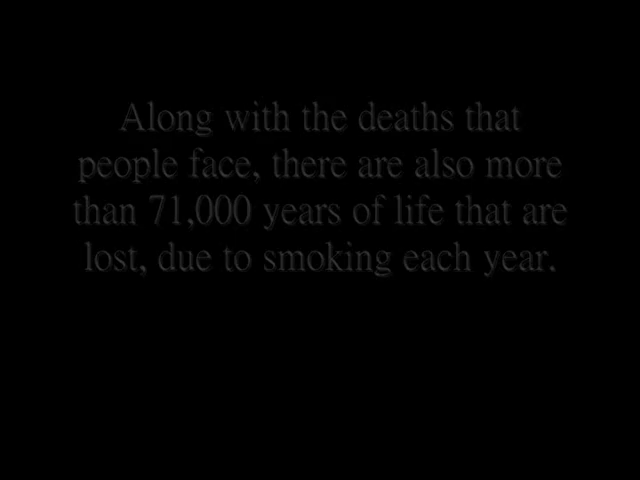 Along with the deaths that
people face, there are also more
than 71,000 years of life that are
lost, due to smoking each year.